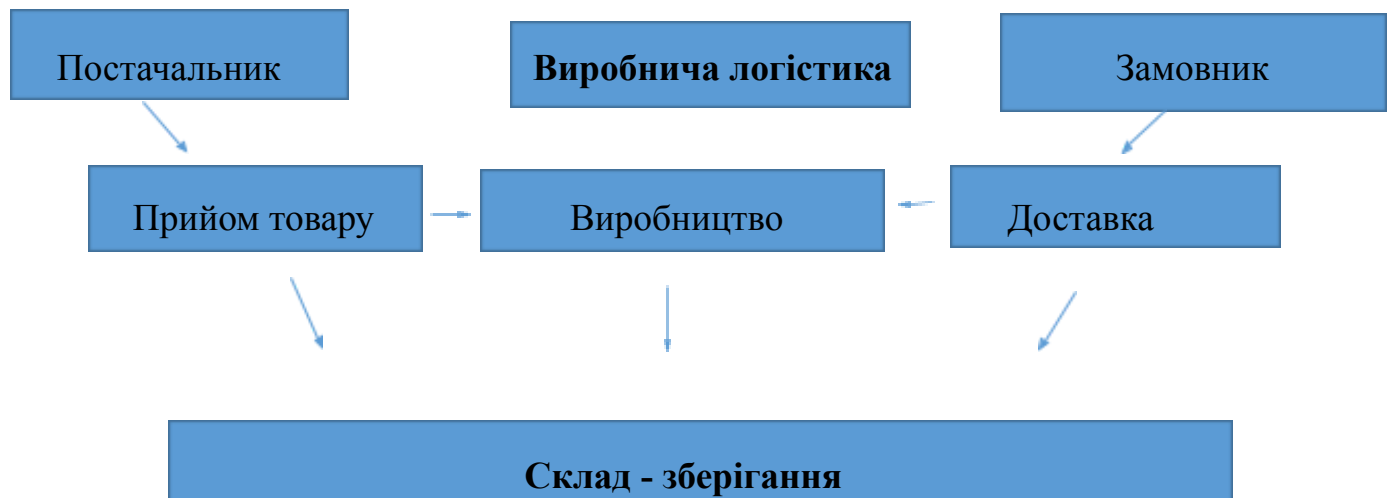 Постачальник
Виробнича логістика
Замовник
Прийом товару
Виробництво
Доставка
Склад - зберігання